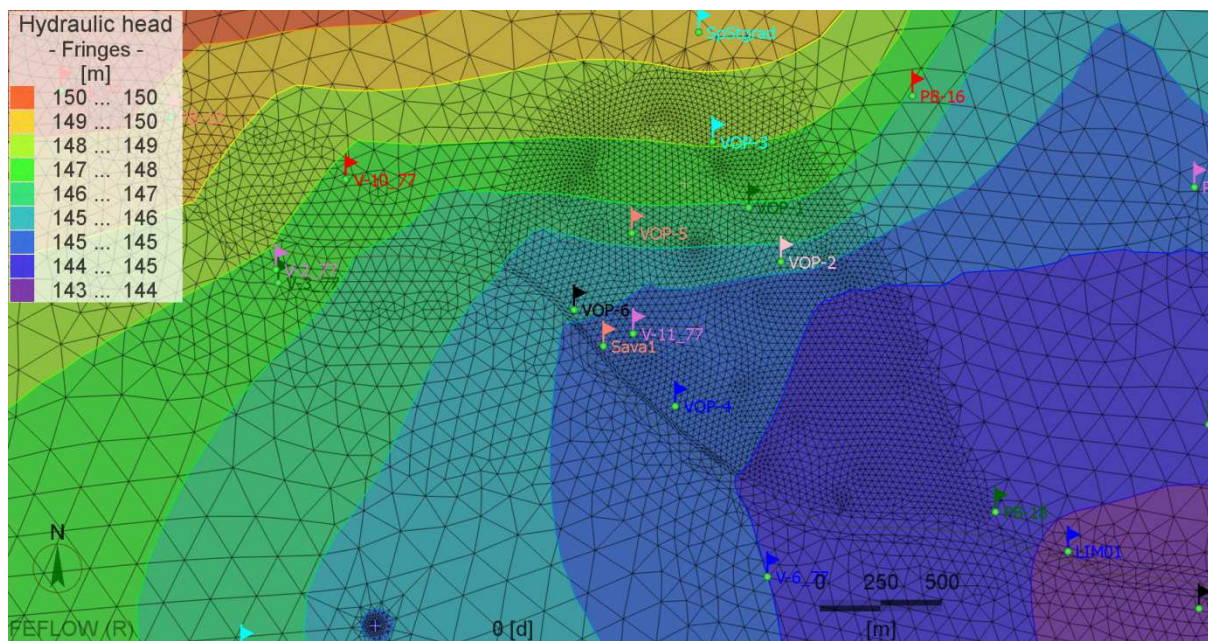 Hydraulic head
- Fringes -
[m]
150 ... 150
149 ... 150
148 ... 149
147 ... 148
146 ... 147
145 ... 146
145 ... 145
144 ... 145
143 ... 144
SpStgrad
PB-16
VOP-3
V-10_77
VOP-5
VOP-2
V-2_77
V-3_77
VOP-6
V-11_77
Sava1
VOP-4
LIM01
V-6_77
N
0 250 500
[m]
FEFLOW (R)
0 [d]